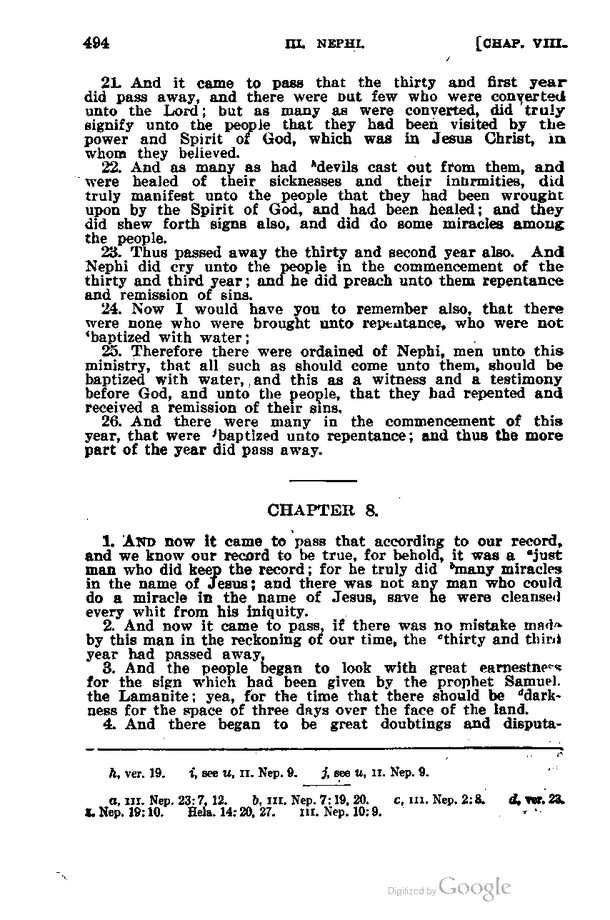 494 III. NEPHI. [CHAP. VIII.
21. And it came to pass that the thirty and first year
did pass away, and there were but few who were converted
unto the Lord; but as many as were converted, did truly
signify unto the people that they had been visited by the
power and Spirit of God, which was in Jesus Christ, in
whom they believed.
22. And as many as had ʰdevils cast out from them, and
were healed of their sicknesses and their infirmities, did
truly manifest unto the people that they had been wrought
upon by the Spirit of God, and had been healed; and they
did shew forth signs also, and did do some miracles among
the people.
23. Thus passed away the thirty and second year also. And
Nephi did cry unto the people in the commencement of the
thirty and third year; and he did preach unto them repentance
and remission of sins.
24. Now I would have you to remember also, that there
were none who were brought unto repentance, who were not
ⁱbaptized with water;
25. Therefore there were ordained of Nephi, men unto this
ministry, that all such as should come unto them, should be
baptized with water, and this as a witness and a testimony
before God, and unto the people, that they had repented and
received a remission of their sins.
26. And there were many in the commencement of this
year, that were ʲbaptized unto repentance; and thus the more
part of the year did pass away.
CHAPTER 8.
1. AND now it came to pass that according to our record,
and we know our record to be true, for behold, it was a ᵃjust
man who did keep the record; for he truly did ᵇmany miracles
in the name of Jesus; and there was not any man who could
do a miracle in the name of Jesus, save he were cleansed
every whit from his iniquity.
2. And now it came to pass, if there was no mistake made
by this man in the reckoning of our time, the ᶜthirty and third
year had passed away,
3. And the people began to look with great earnestness
for the sign which had been given by the prophet Samuel.
the Lamanite; yea, for the time that there should be ᵈdark-
ness for the space of three days over the face of the land.
4. And there began to be great doubtings and disputa-
h, ver. 19. i, see u, II. Nep. 9. j, see u, II. Nep. 9.
a, III. Nep. 23:7, 12. b, III. Nep. 7:19, 20. c, III. Nep. 2:8. d, ver. 23.
I. Nep. 19:10. Hela. 14:20, 27. III. Nep. 10:9.
Digitized by Google